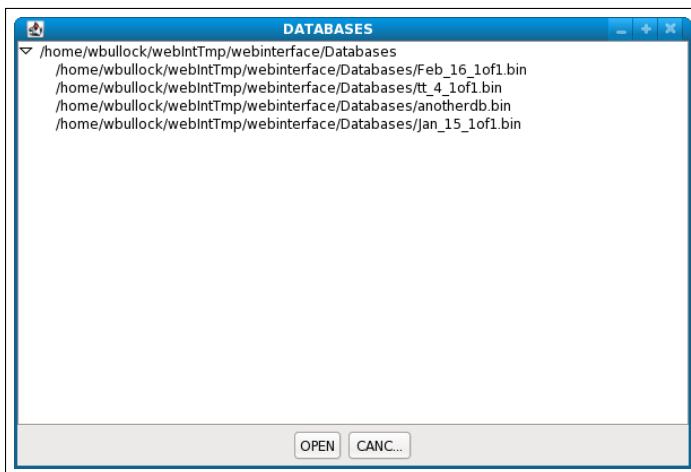 DATABASES
/home/wbullock/webIntTmp/webinterface/Databases
/home/wbullock/webIntTmp/webinterface/Databases/Feb_16_1of1.bin
/home/wbullock/webIntTmp/webinterface/Databases/tt_4_1of1.bin
/home/wbullock/webIntTmp/webinterface/Databases/anotherdb.bin
/home/wbullock/webIntTmp/webinterface/Databases/Jan_15_1of1.bin
OPEN CANC...